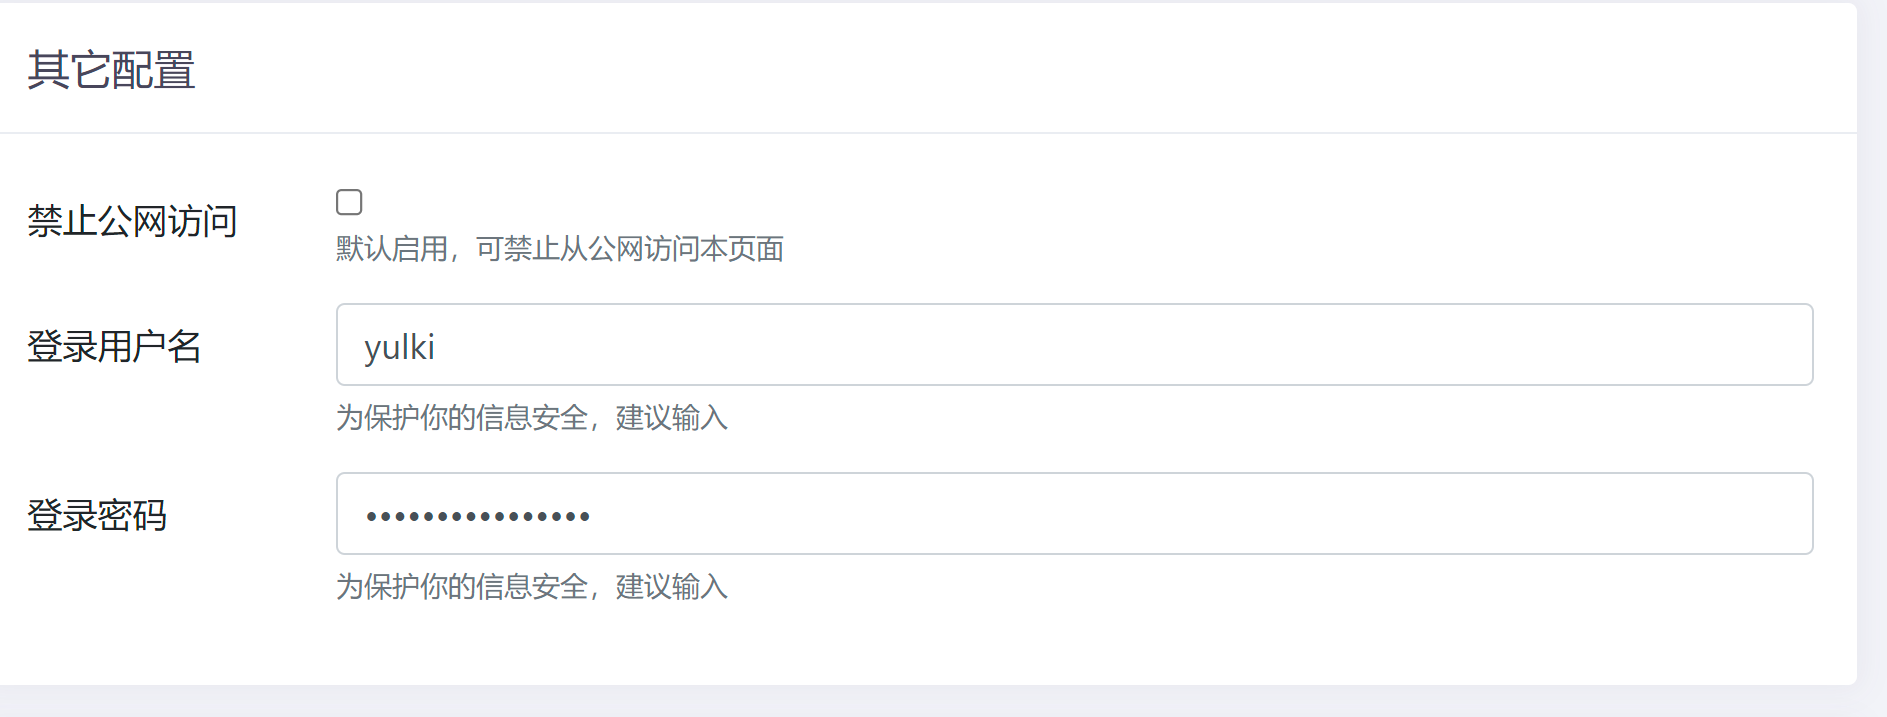 其它配置
禁止公网访问
默认启用，可禁止从公网访问本页面
登录用户名
yulki
为保护你的信息安全，建议输入
登录密码
••••••••••••••••
为保护你的信息安全，建议输入